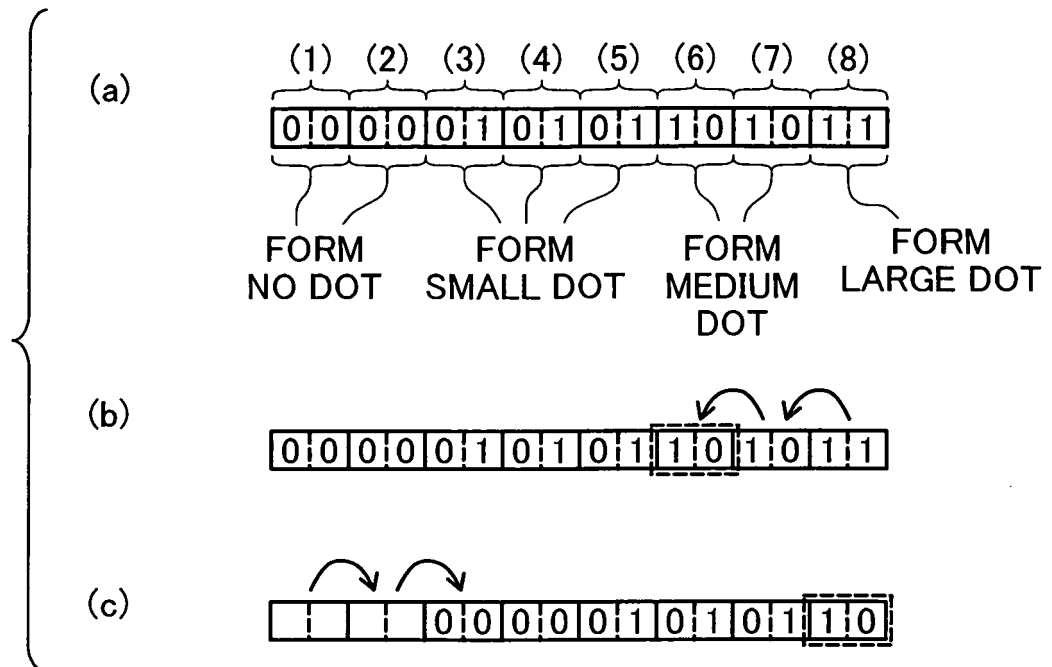 (a)
(1) (2) (3) (4) (5) (6) (7) (8)
0 0 0 0 0 1 0 1 0 1 1 0 1 0 1 1
FORM NO DOT
FORM SMALL DOT
FORM MEDIUM DOT
FORM LARGE DOT
(b)
0 0 0 0 0 1 0 1 0 1 1 0 1 0 1 1
(c)
0 0 0 0 0 1 0 1 0 1 1 0